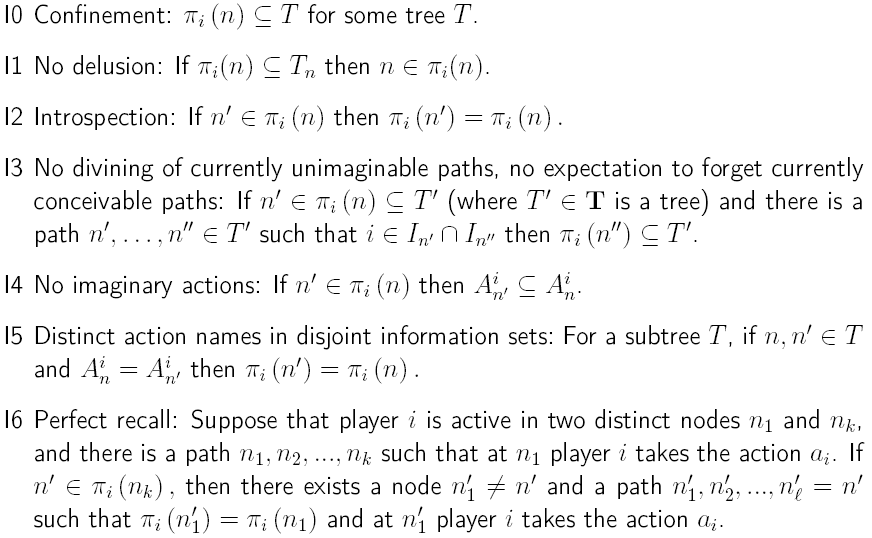 I0 Confinement: $\pi_i(n) \subseteq T$ for some tree $T$.
I1 No delusion: If $\pi_i(n) \subseteq T_n$ then $n \in \pi_i(n)$.
I2 Introspection: If $n' \in \pi_i(n)$ then $\pi_i(n') = \pi_i(n)$.
I3 No divining of currently unimaginable paths, no expectation to forget currently
conceivable paths: If $n' \in \pi_i(n) \subseteq T'$ (where $T' \in \mathbf{T}$ is a tree) and there is a
path $n', \ldots, n'' \in T'$ such that $i \in I_{n'} \cap I_{n''}$ then $\pi_i(n'') \subseteq T'$.
I4 No imaginary actions: If $n' \in \pi_i(n)$ then $A^i_{n'} \subseteq A^i_n$.
I5 Distinct action names in disjoint information sets: For a subtree $T$, if $n, n' \in T$
and $A^i_n = A^i_{n'}$ then $\pi_i(n') = \pi_i(n)$.
I6 Perfect recall: Suppose that player $i$ is active in two distinct nodes $n_1$ and $n_k$,
and there is a path $n_1, n_2, ..., n_k$ such that at $n_1$ player $i$ takes the action $a_i$. If
$n' \in \pi_i(n_k)$, then there exists a node $n'_1 \neq n'$ and a path $n'_1, n'_2, ..., n'_\ell = n'$
such that $\pi_i(n'_1) = \pi_i(n_1)$ and at $n'_1$ player $i$ takes the action $a_i$.